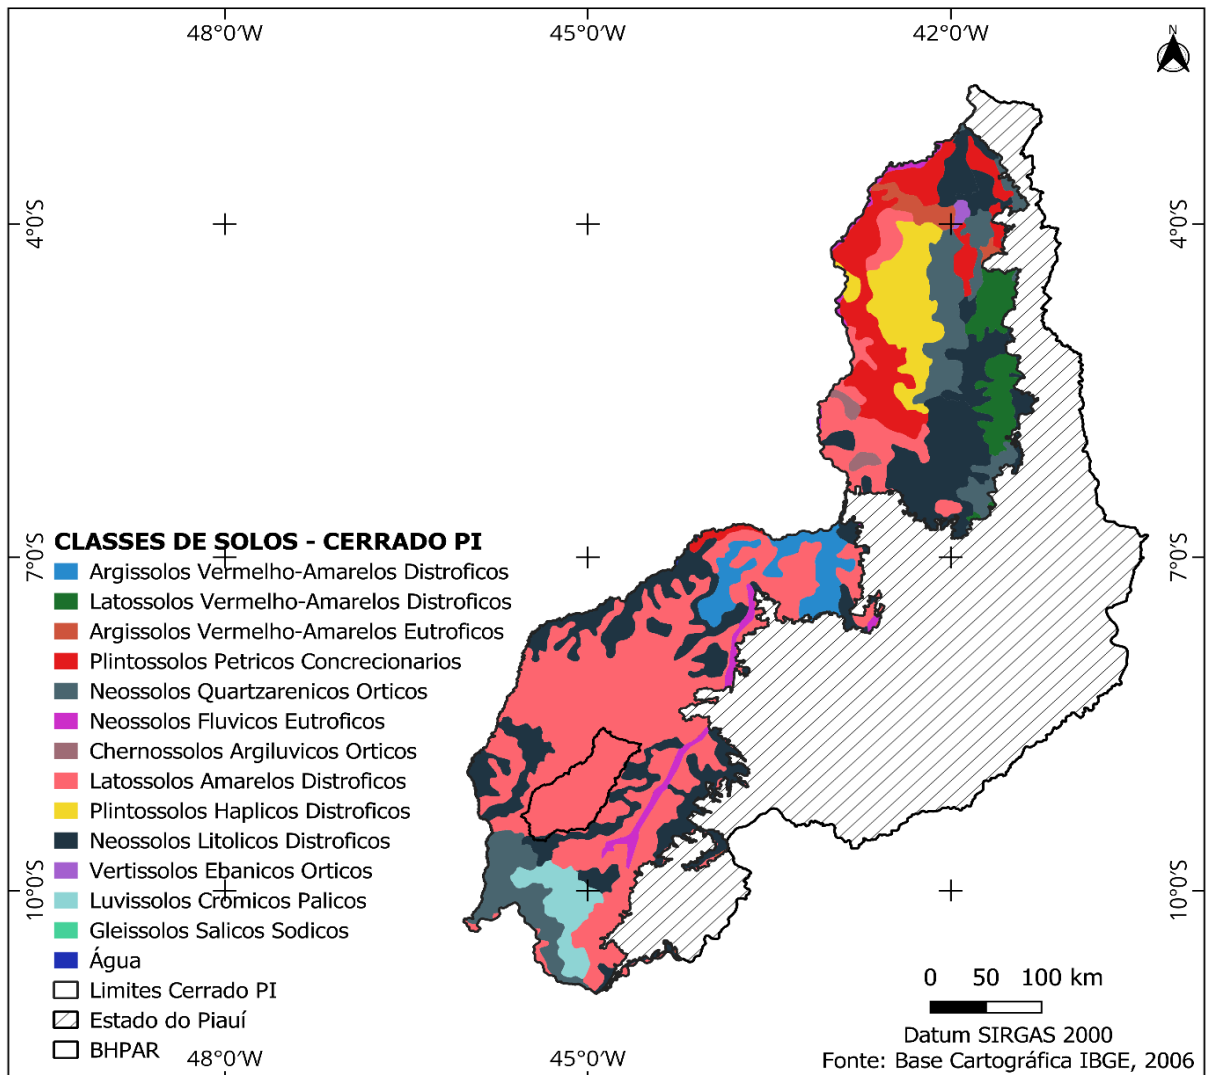 48°0′W
45°0′W
42°0′W
N
4°0′S
4°0′S
CLASSES DE SOLOS - CERRADO PI
7°0′S
7°0′S
Argissolos Vermelho-Amarelos Distroficos
Latossolos Vermelho-Amarelos Distroficos
Argissolos Vermelho-Amarelos Eutroficos
Plintossolos Petricos Concrecionarios
Neossolos Quartzarenicos Orticos
Neossolos Fluvicos Eutroficos
Chernossolos Argiluvicos Orticos
Latossolos Amarelos Distroficos
Plintossolos Haplicos Distroficos
Neossolos Litolicos Distroficos
Vertissolos Ebanicos Orticos
10°0′S
10°0′S
Luvissolos Cromicos Palicos
Gleissolos Salicos Sodicos
Água
Limites Cerrado PI
Estado do Piauí
BHPAR
0 50 100 km
Datum SIRGAS 2000
Fonte: Base Cartográfica IBGE, 2006
48°0′W
45°0′W